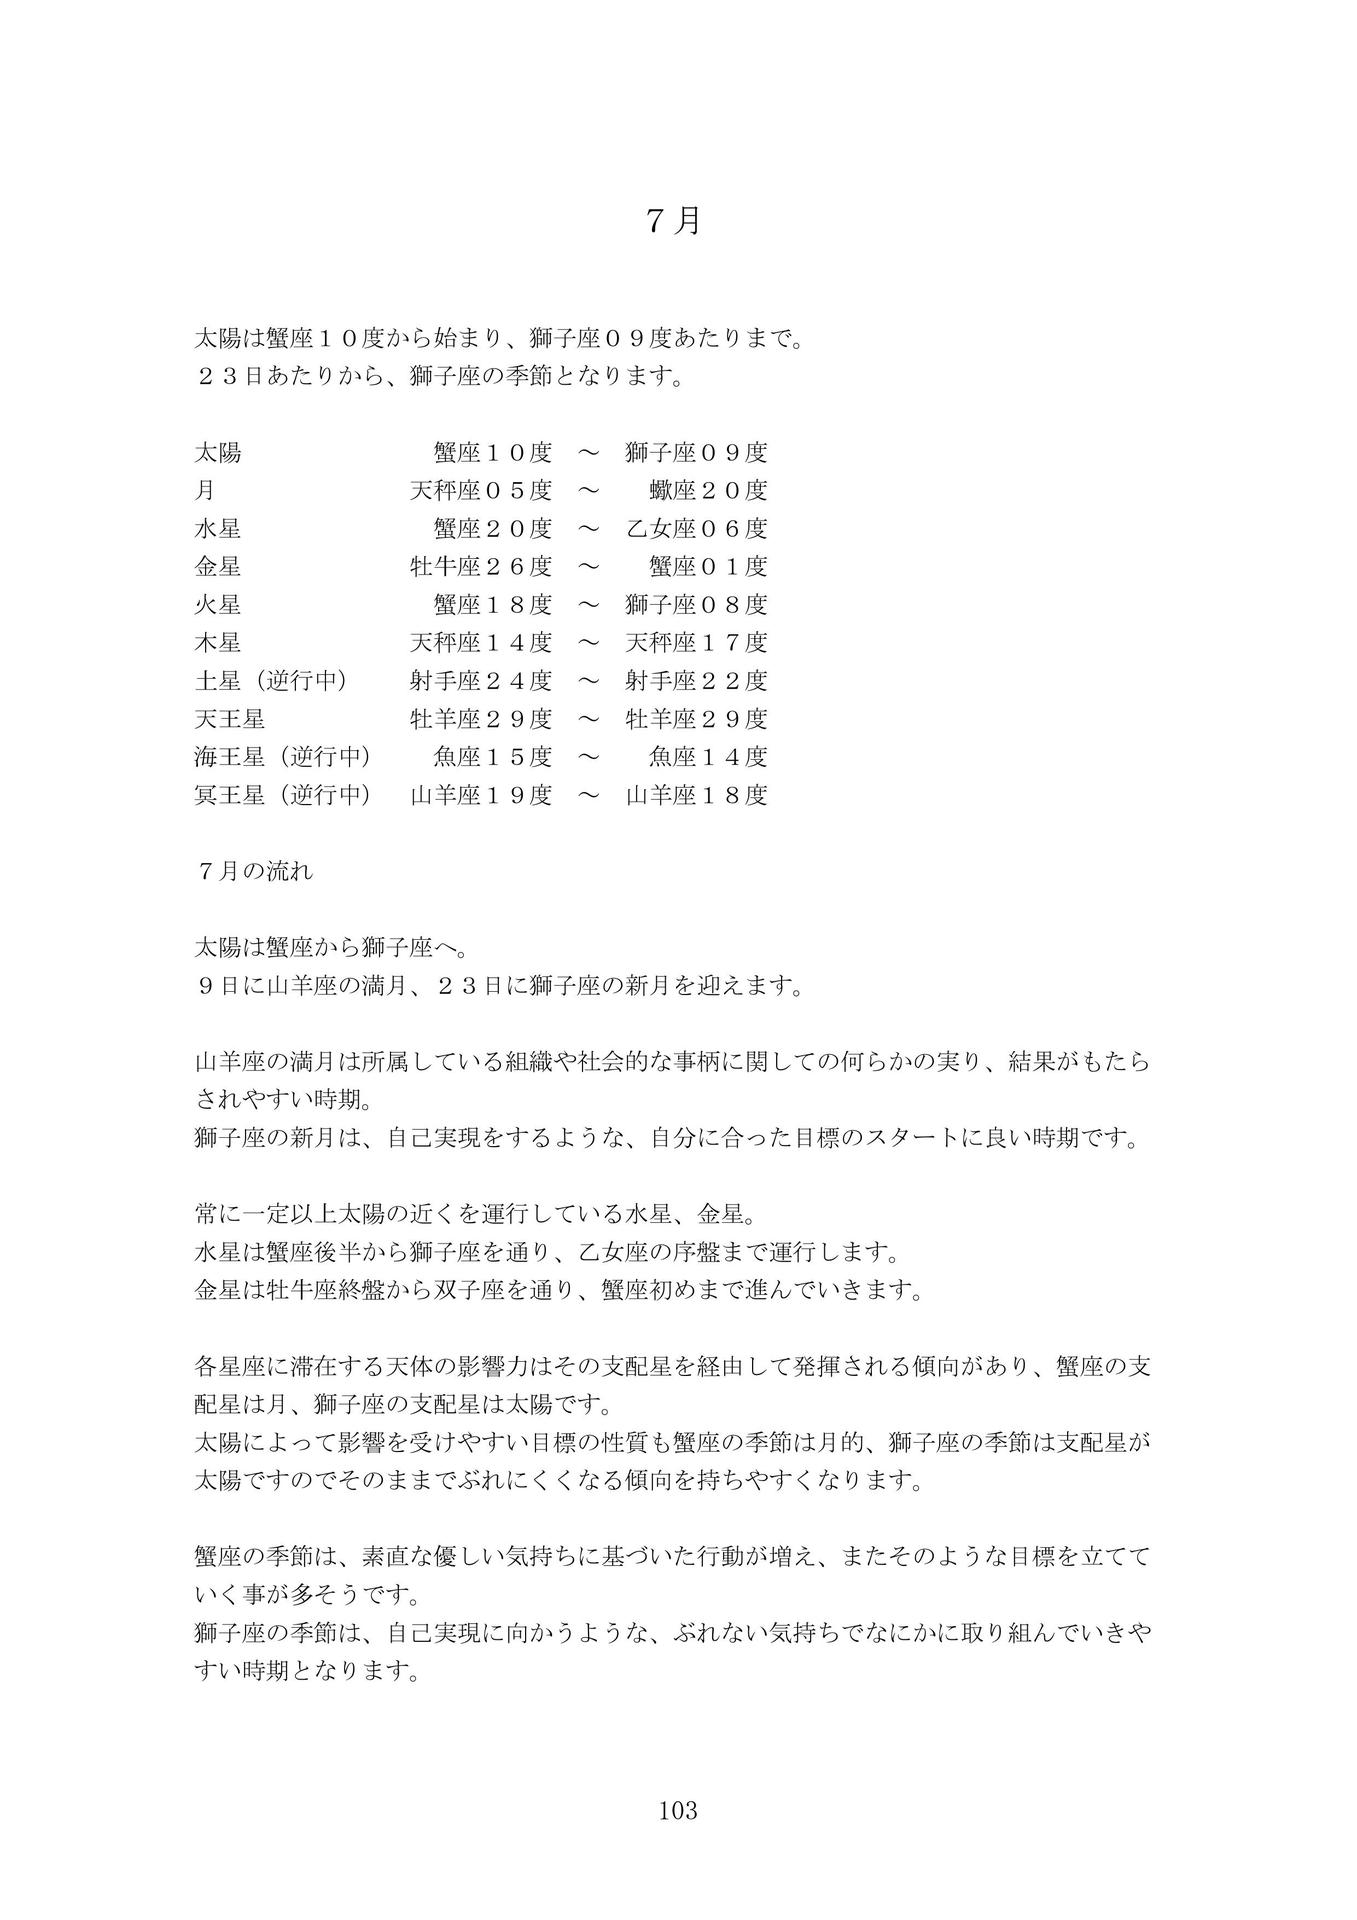 ７月
太陽は蟹座１０度から始まり、獅子座０９度あたりまで。
２３日あたりから、獅子座の季節となります。
太陽　　　　　　　　蟹座１０度　～　獅子座０９度
月　　　　　　　　天秤座０５度　～　　蠍座２０度
水星　　　　　　　　蟹座２０度　～　乙女座０６度
金星　　　　　　　牡牛座２６度　～　　蟹座０１度
火星　　　　　　　　蟹座１８度　～　獅子座０８度
木星　　　　　　　天秤座１４度　～　天秤座１７度
土星（逆行中）　　射手座２４度　～　射手座２２度
天王星　　　　　　牡羊座２９度　～　牡羊座２９度
海王星（逆行中）　　魚座１５度　～　　魚座１４度
冥王星（逆行中）　山羊座１９度　～　山羊座１８度
７月の流れ
太陽は蟹座から獅子座へ。
９日に山羊座の満月、２３日に獅子座の新月を迎えます。
山羊座の満月は所属している組織や社会的な事柄に関しての何らかの実り、結果がもたら
されやすい時期。
獅子座の新月は、自己実現をするような、自分に合った目標のスタートに良い時期です。
常に一定以上太陽の近くを運行している水星、金星。
水星は蟹座後半から獅子座を通り、乙女座の序盤まで運行します。
金星は牡牛座終盤から双子座を通り、蟹座初めまで進んでいきます。
各星座に滞在する天体の影響力はその支配星を経由して発揮される傾向があり、蟹座の支
配星は月、獅子座の支配星は太陽です。
太陽によって影響を受けやすい目標の性質も蟹座の季節は月的、獅子座の季節は支配星が
太陽ですのでそのままでぶれにくくなる傾向を持ちやすくなります。
蟹座の季節は、素直な優しい気持ちに基づいた行動が増え、またそのような目標を立てて
いく事が多そうです。
獅子座の季節は、自己実現に向かうような、ぶれない気持ちでなにかに取り組んでいきや
すい時期となります。
103